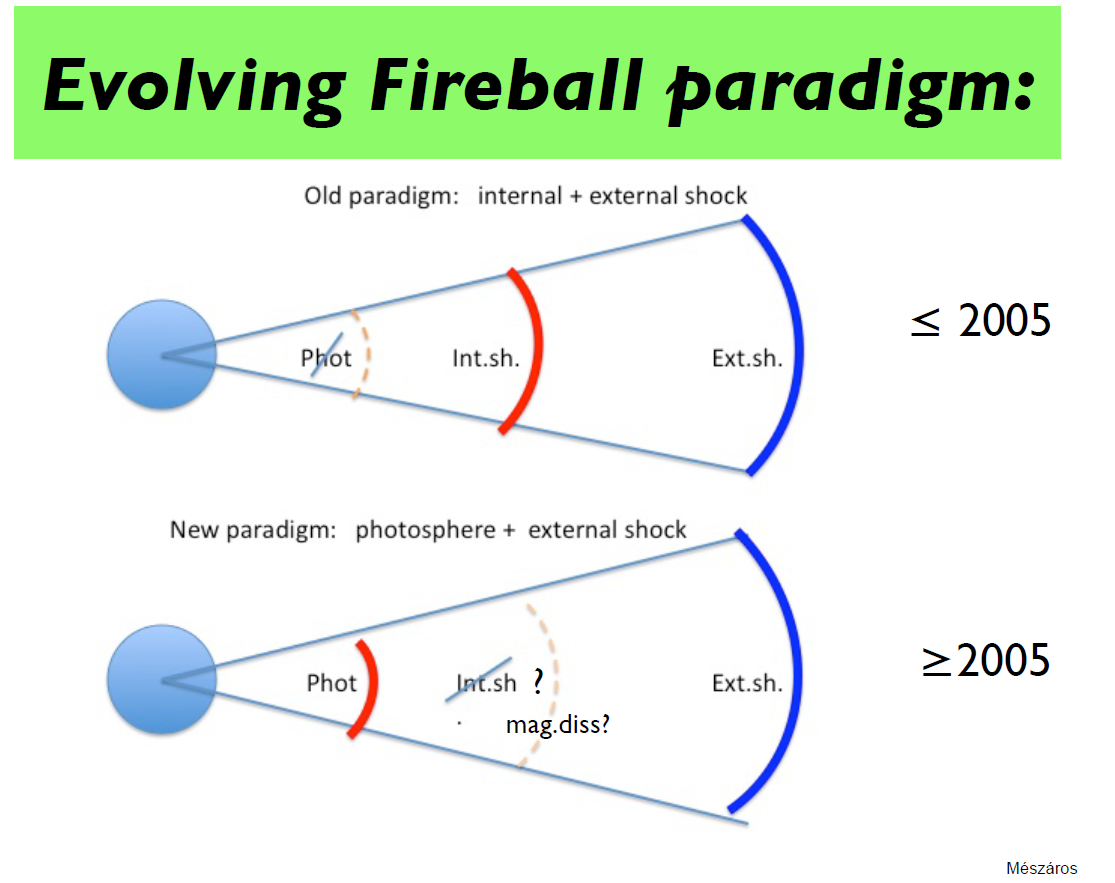 Evolving Fireball paradigm:
Old paradigm: internal + external shock
≤ 2005
Phot
Int.sh.
Ext.sh.
New paradigm: photosphere + external shock
≥2005
Phot
Int.sh ?
Ext.sh.
mag.diss?
Mészáros